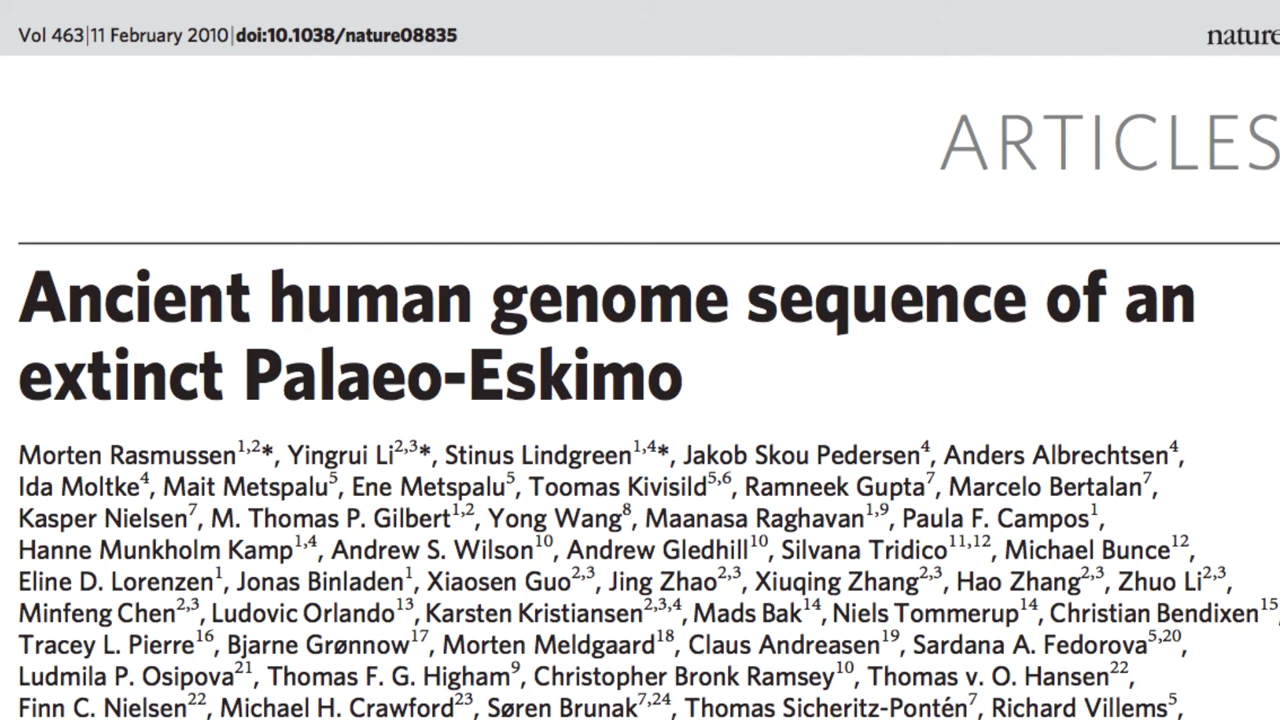 Vol 463|11 February 2010|doi:10.1038/nature08835
nature
ARTICLES
Ancient human genome sequence of an
extinct Palaeo-Eskimo
Morten Rasmussen1,2*, Yingrui Li2,3*, Stinus Lindgreen1,4*, Jakob Skou Pedersen4, Anders Albrechtsen4,
Ida Moltke4, Mait Metspalu5, Ene Metspalu5, Toomas Kivisild5,6, Ramneek Gupta7, Marcelo Bertalan7,
Kasper Nielsen7, M. Thomas P. Gilbert1,2, Yong Wang8, Maanasa Raghavan1,9, Paula F. Campos1,
Hanne Munkholm Kamp1,4, Andrew S. Wilson10, Andrew Gledhill10, Silvana Tridico11,12, Michael Bunce12,
Eline D. Lorenzen1, Jonas Binladen1, Xiaosen Guo2,3, Jing Zhao2,3, Xiuqing Zhang2,3, Hao Zhang2,3, Zhuo Li2,3,
Minfeng Chen2,3, Ludovic Orlando13, Karsten Kristiansen2,3,4, Mads Bak14, Niels Tommerup14, Christian Bendixen15,
Tracey L. Pierre16, Bjarne Grønnow17, Morten Meldgaard18, Claus Andreasen19, Sardana A. Fedorova5,20,
Ludmila P. Osipova21, Thomas F. G. Higham9, Christopher Bronk Ramsey10, Thomas v. O. Hansen22,
Finn C. Nielsen22, Michael H. Crawford23, Søren Brunak7,24, Thomas Sicheritz-Pontén7, Richard Villems5,